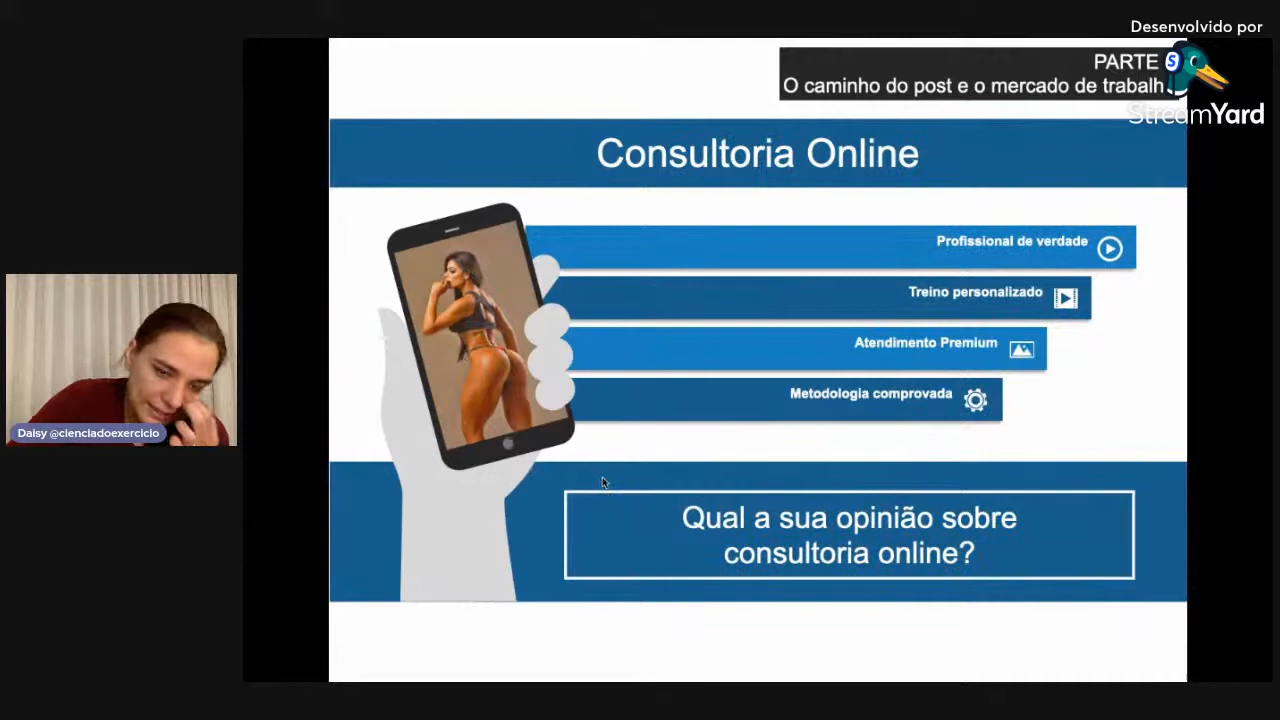 Desenvolvido por
StreamYard
PARTE
O caminho do post e o mercado de trabalh
Consultoria Online
Profissional de verdade
Treino personalizado
Atendimento Premium
Metodologia comprovada
Daisy @cienciadoexercicio
Qual a sua opinião sobre
consultoria online?